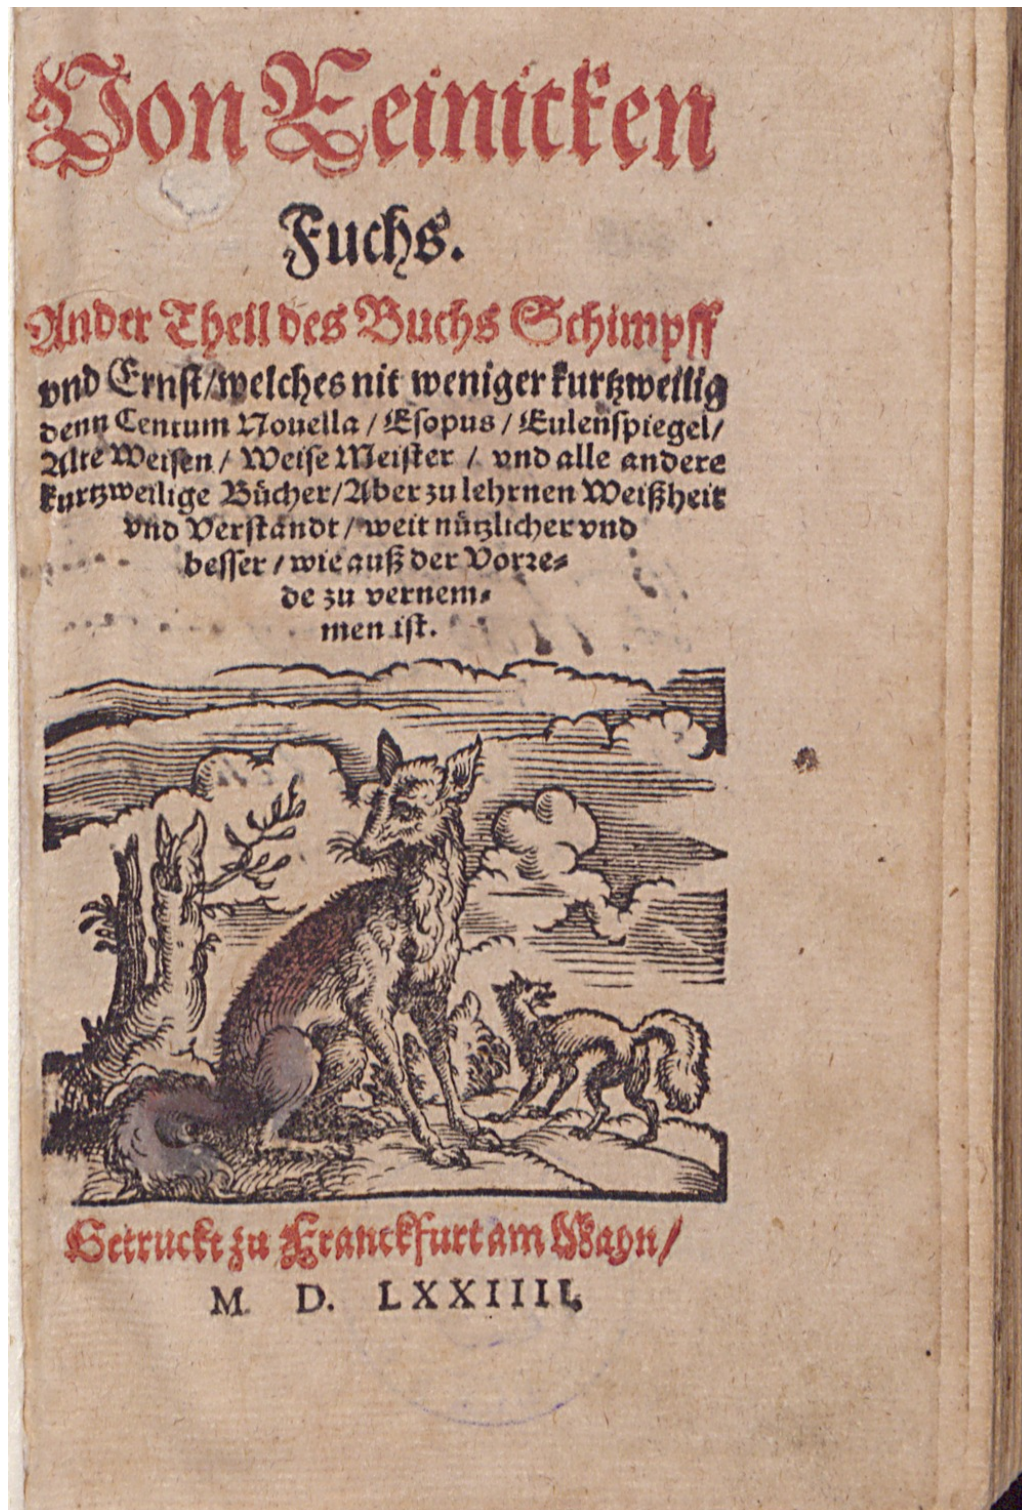 Von Reinicken
Fuchs.
Ander Theil des Buchs Schimpff
vnd Ernst/welches nit weniger kurtzweilig
denn Centum Nouella / Esopus / Eulenspiegel/
Alte Weisen / Weise Meister / vnd alle andere
kurtzweilige Bücher/Aber zu lehrnen Weißheit
vnd Verstandt/weit nützlicher vnd
besser / wie auß der Vorre-
de zu vernem-
men ist.
Getruckt zu Franckfurt am Mayn/
M. D. LXXIIII.